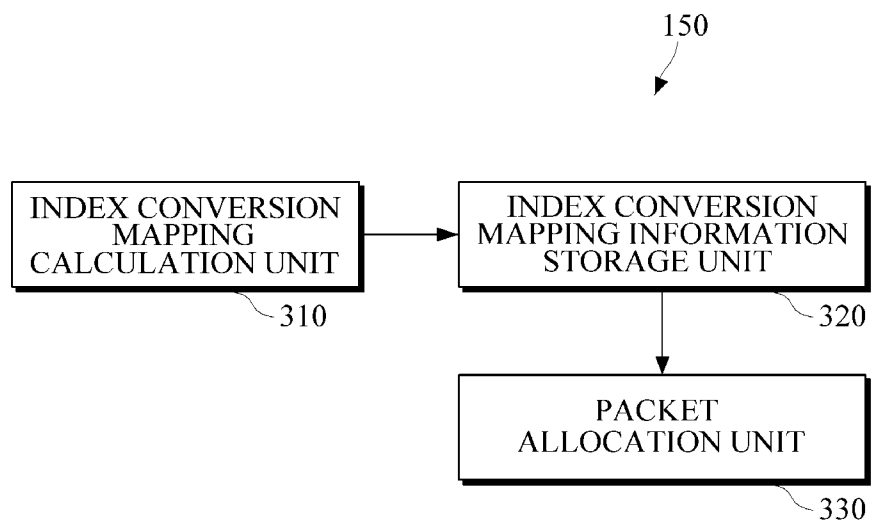 150
INDEX CONVERSION
MAPPING
CALCULATION UNIT
310
INDEX CONVERSION
MAPPING INFORMATION
STORAGE UNIT
320
PACKET
ALLOCATION UNIT
330